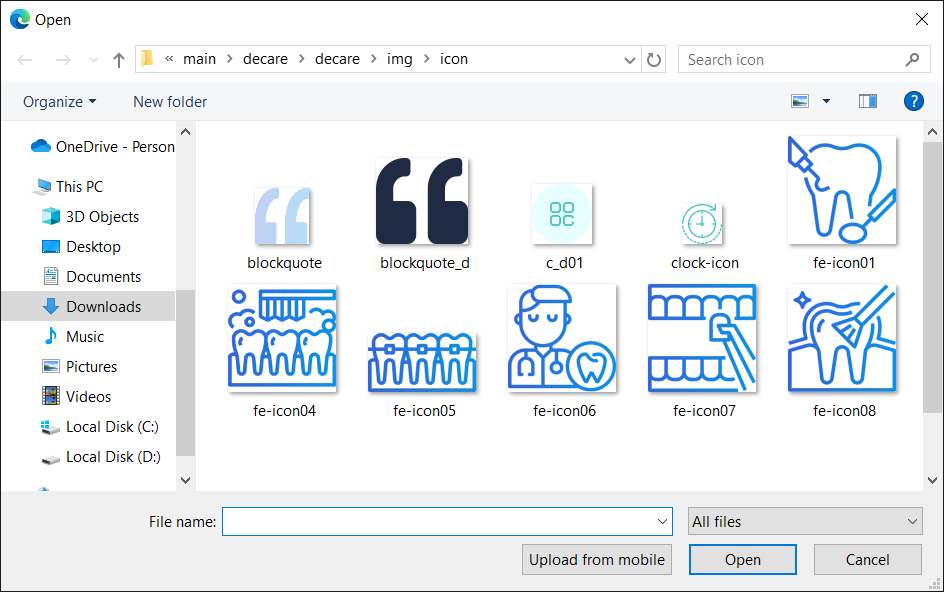 Open
« main > decare > decare > img > icon
Search icon
Organize
New folder
?
OneDrive - Person
This PC
3D Objects
Desktop
Documents
Downloads
Music
Pictures
Videos
Local Disk (C:)
Local Disk (D:)
blockquote
blockquote_d
c_d01
clock-icon
fe-icon01
fe-icon04
fe-icon05
fe-icon06
fe-icon07
fe-icon08
File name:
All files
Upload from mobile
Open
Cancel